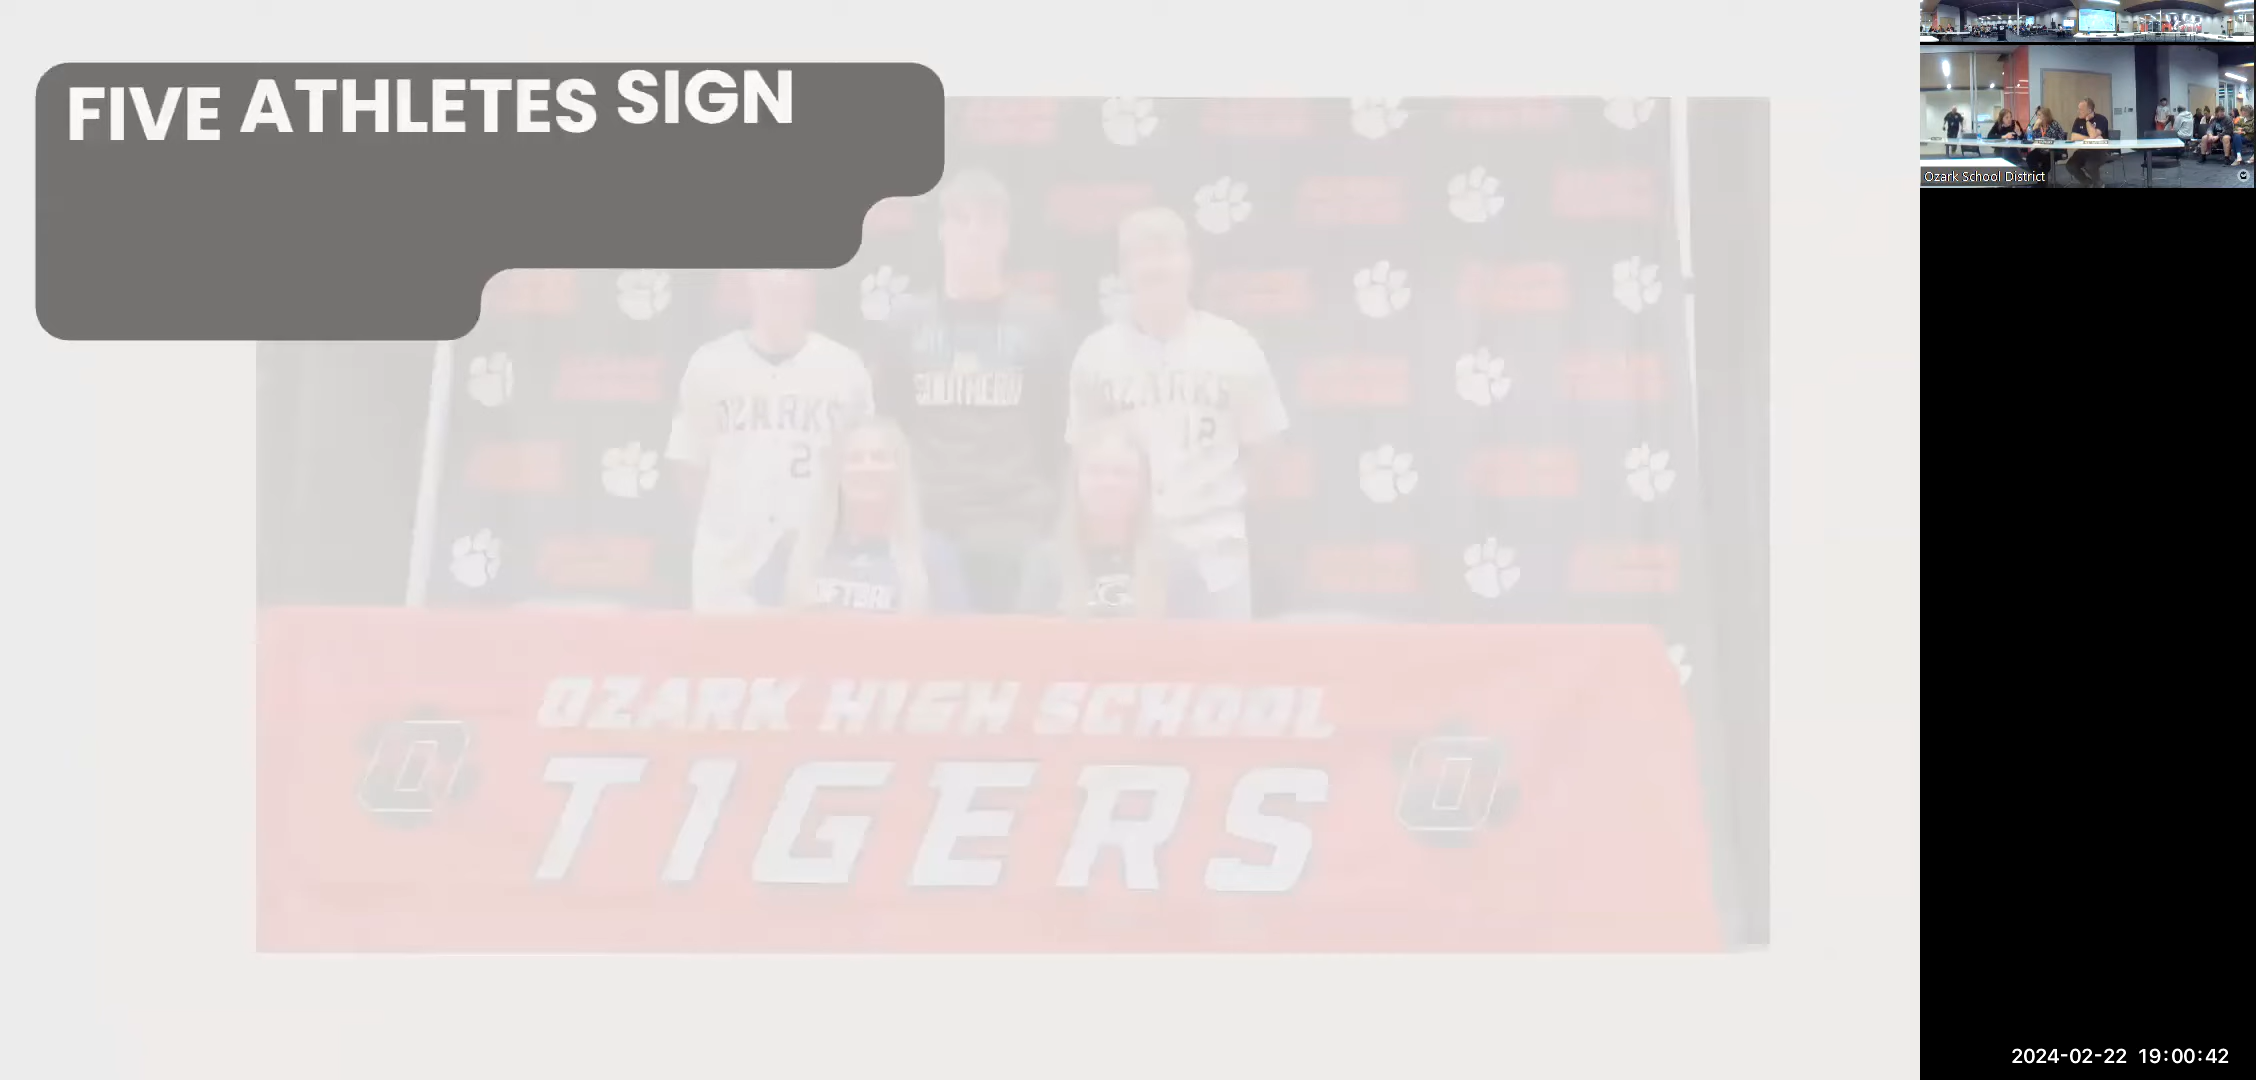 FIVE ATHLETES SIGN
SOUTHERN
OZARKS
2
OZARKS
12
G
OZARK HIGH SCHOOL
TIGERS
O
O
Ozark School District
2024-02-22 19:00:42